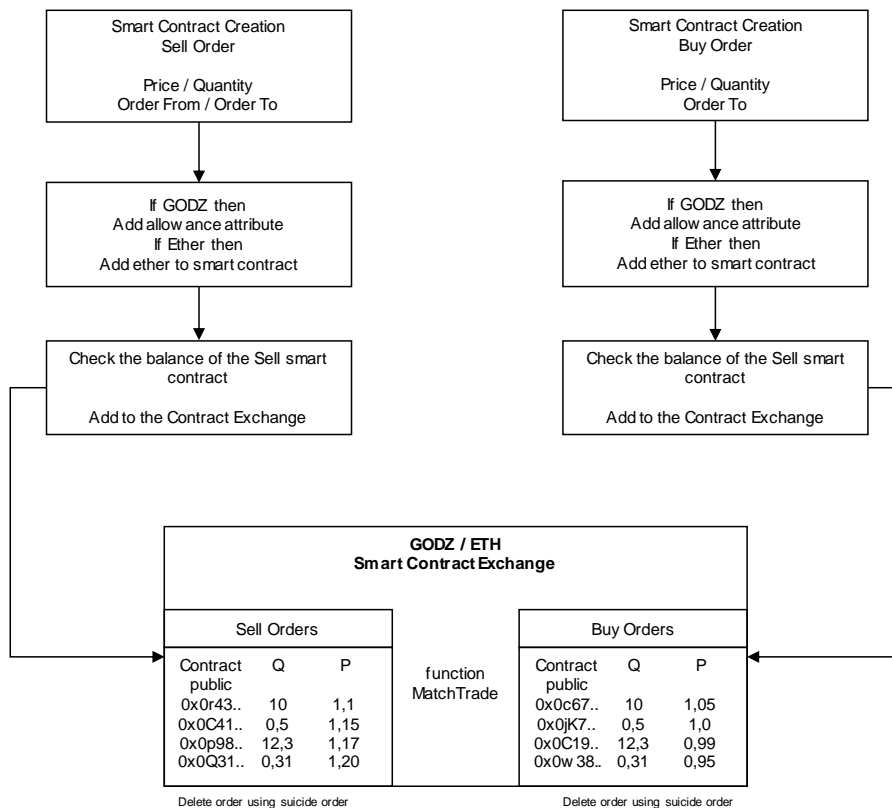 Smart Contract Creation
Sell Order
Price / Quantity
Order From / Order To
Smart Contract Creation
Buy Order
Price / Quantity
Order To
If GODZ then
Add allowance attribute
If Ether then
Add ether to smart contract
If GODZ then
Add allowance attribute
If Ether then
Add ether to smart contract
Check the balance of the Sell smart
contract
Add to the Contract Exchange
Check the balance of the Sell smart
contract
Add to the Contract Exchange
GODZ / ETH
Smart Contract Exchange
Sell Orders
Contract public Q P
0x0r43.. 10 1,1
0x0C41.. 0,5 1,15
0x0p98.. 12,3 1,17
0x0Q31.. 0,31 1,20
function
MatchTrade
Buy Orders
Contract public Q P
0x0c67.. 10 1,05
0x0jK7.. 0,5 1,0
0x0C19.. 12,3 0,99
0x0w38.. 0,31 0,95
Delete order using suicide order
Delete order using suicide order